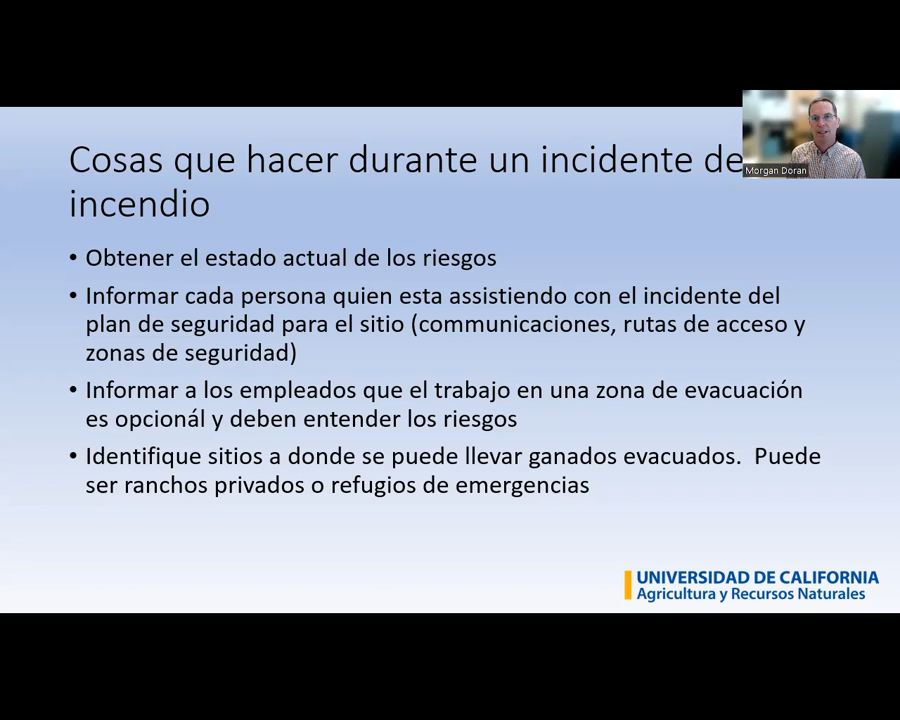 Cosas que hacer durante un incidente de
incendio
Morgan Doran
• Obtener el estado actual de los riesgos
• Informar cada persona quien esta assistiendo con el incidente del
plan de seguridad para el sitio (communicaciones, rutas de acceso y
zonas de seguridad)
• Informar a los empleados que el trabajo en una zona de evacuación
es opcionál y deben entender los riesgos
• Identifique sitios a donde se puede llevar ganados evacuados.  Puede
ser ranchos privados o refugios de emergencias
UNIVERSIDAD DE CALIFORNIA
Agricultura y Recursos Naturales